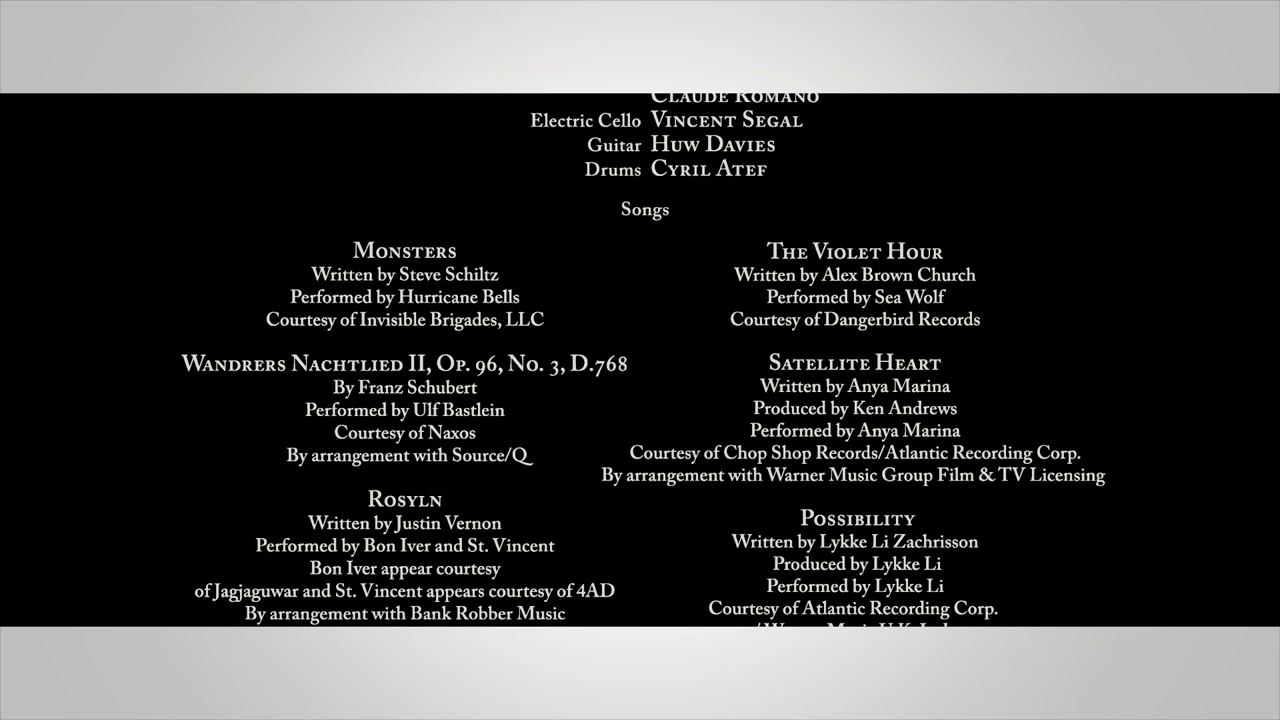 Claude Romano
Electric Cello Vincent Segal
Guitar Huw Davies
Drums Cyril Atef
Songs
Monsters
Written by Steve Schiltz
Performed by Hurricane Bells
Courtesy of Invisible Brigades, LLC
Wandrers Nachtlied II, Op. 96, No. 3, D.768
By Franz Schubert
Performed by Ulf Bastlein
Courtesy of Naxos
By arrangement with Source/Q
Rosyln
Written by Justin Vernon
Performed by Bon Iver and St. Vincent
Bon Iver appear courtesy
of Jagjaguwar and St. Vincent appears courtesy of 4AD
By arrangement with Bank Robber Music
The Violet Hour
Written by Alex Brown Church
Performed by Sea Wolf
Courtesy of Dangerbird Records
Satellite Heart
Written by Anya Marina
Produced by Ken Andrews
Performed by Anya Marina
Courtesy of Chop Shop Records/Atlantic Recording Corp.
By arrangement with Warner Music Group Film & TV Licensing
Possibility
Written by Lykke Li Zachrisson
Produced by Lykke Li
Performed by Lykke Li
Courtesy of Atlantic Recording Corp.